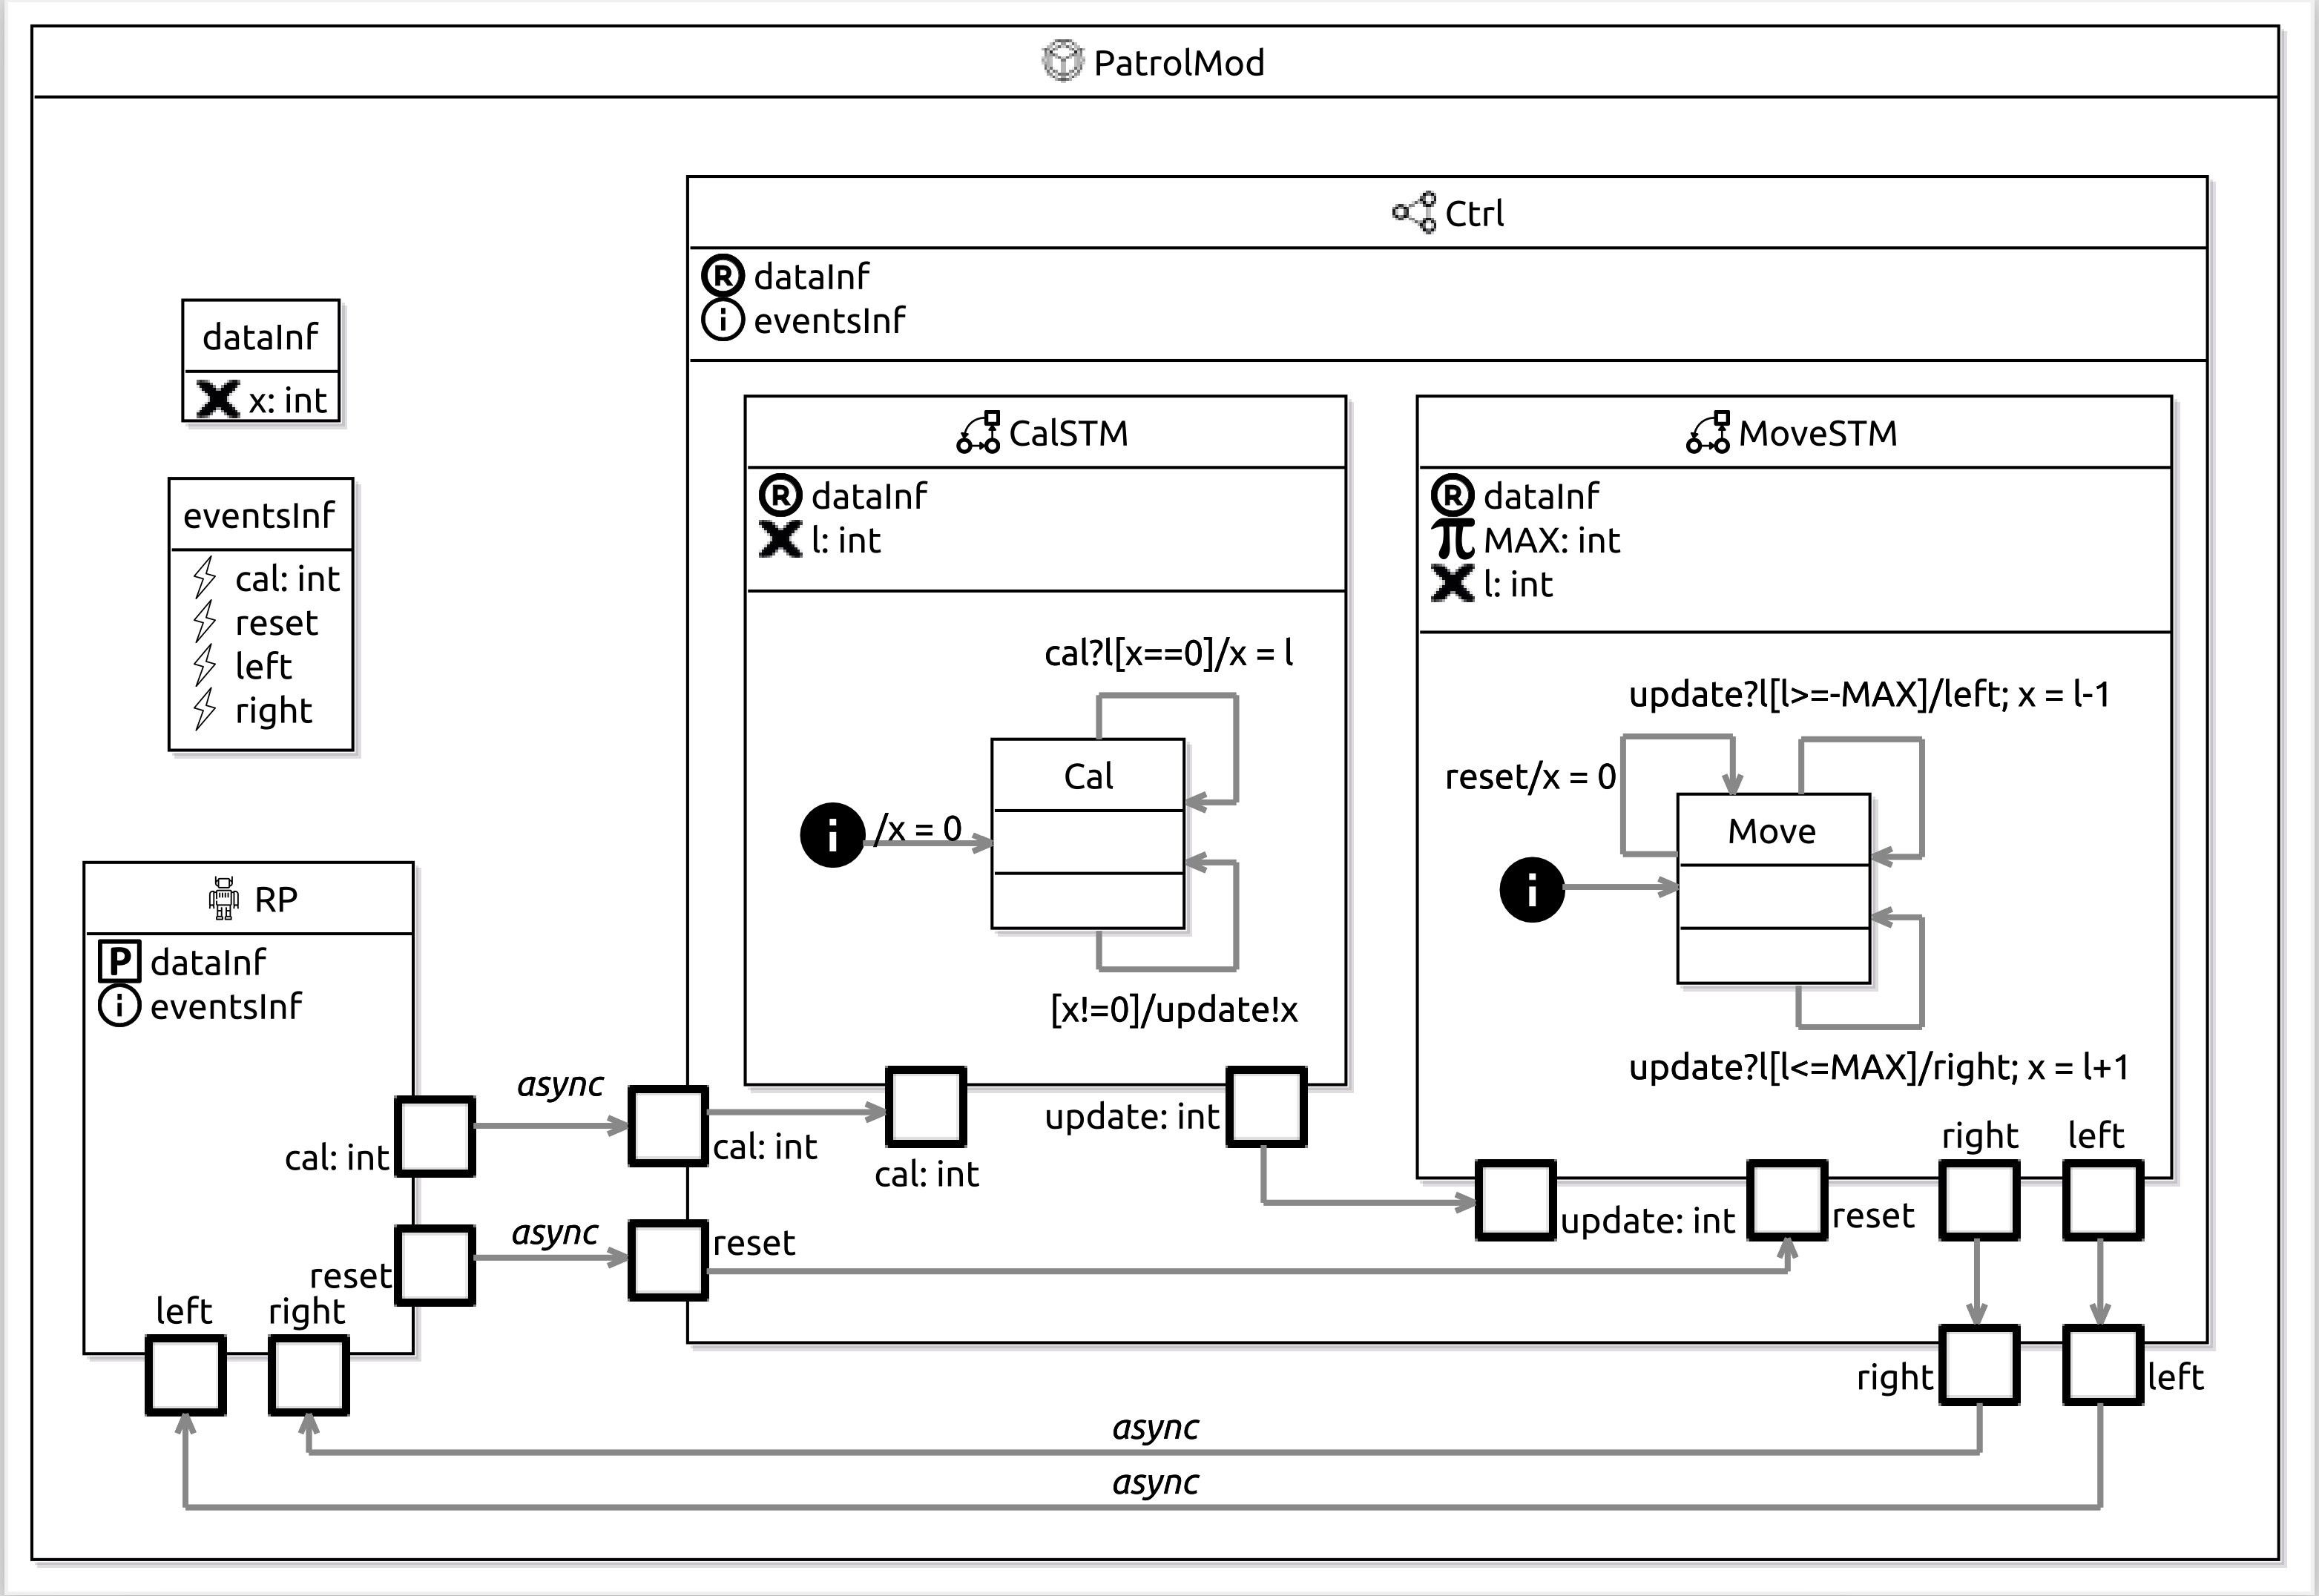 PatrolMod
dataInf
x: int
eventsInf
cal: int
reset
left
right
RP
P dataInf
i eventsInf
cal: int
reset
left
right
async
async
Ctrl
R dataInf
i eventsInf
cal: int
reset
CalSTM
R dataInf
l: int
cal?l[x==0]/x = l
i
/x = 0
Cal
[x!=0]/update!x
cal: int
update: int
MoveSTM
R dataInf
π MAX: int
l: int
update?l[l>=-MAX]/left; x = l-1
reset/x = 0
i
Move
update?l[l<=MAX]/right; x = l+1
update: int
reset
right
left
right
left
async
async